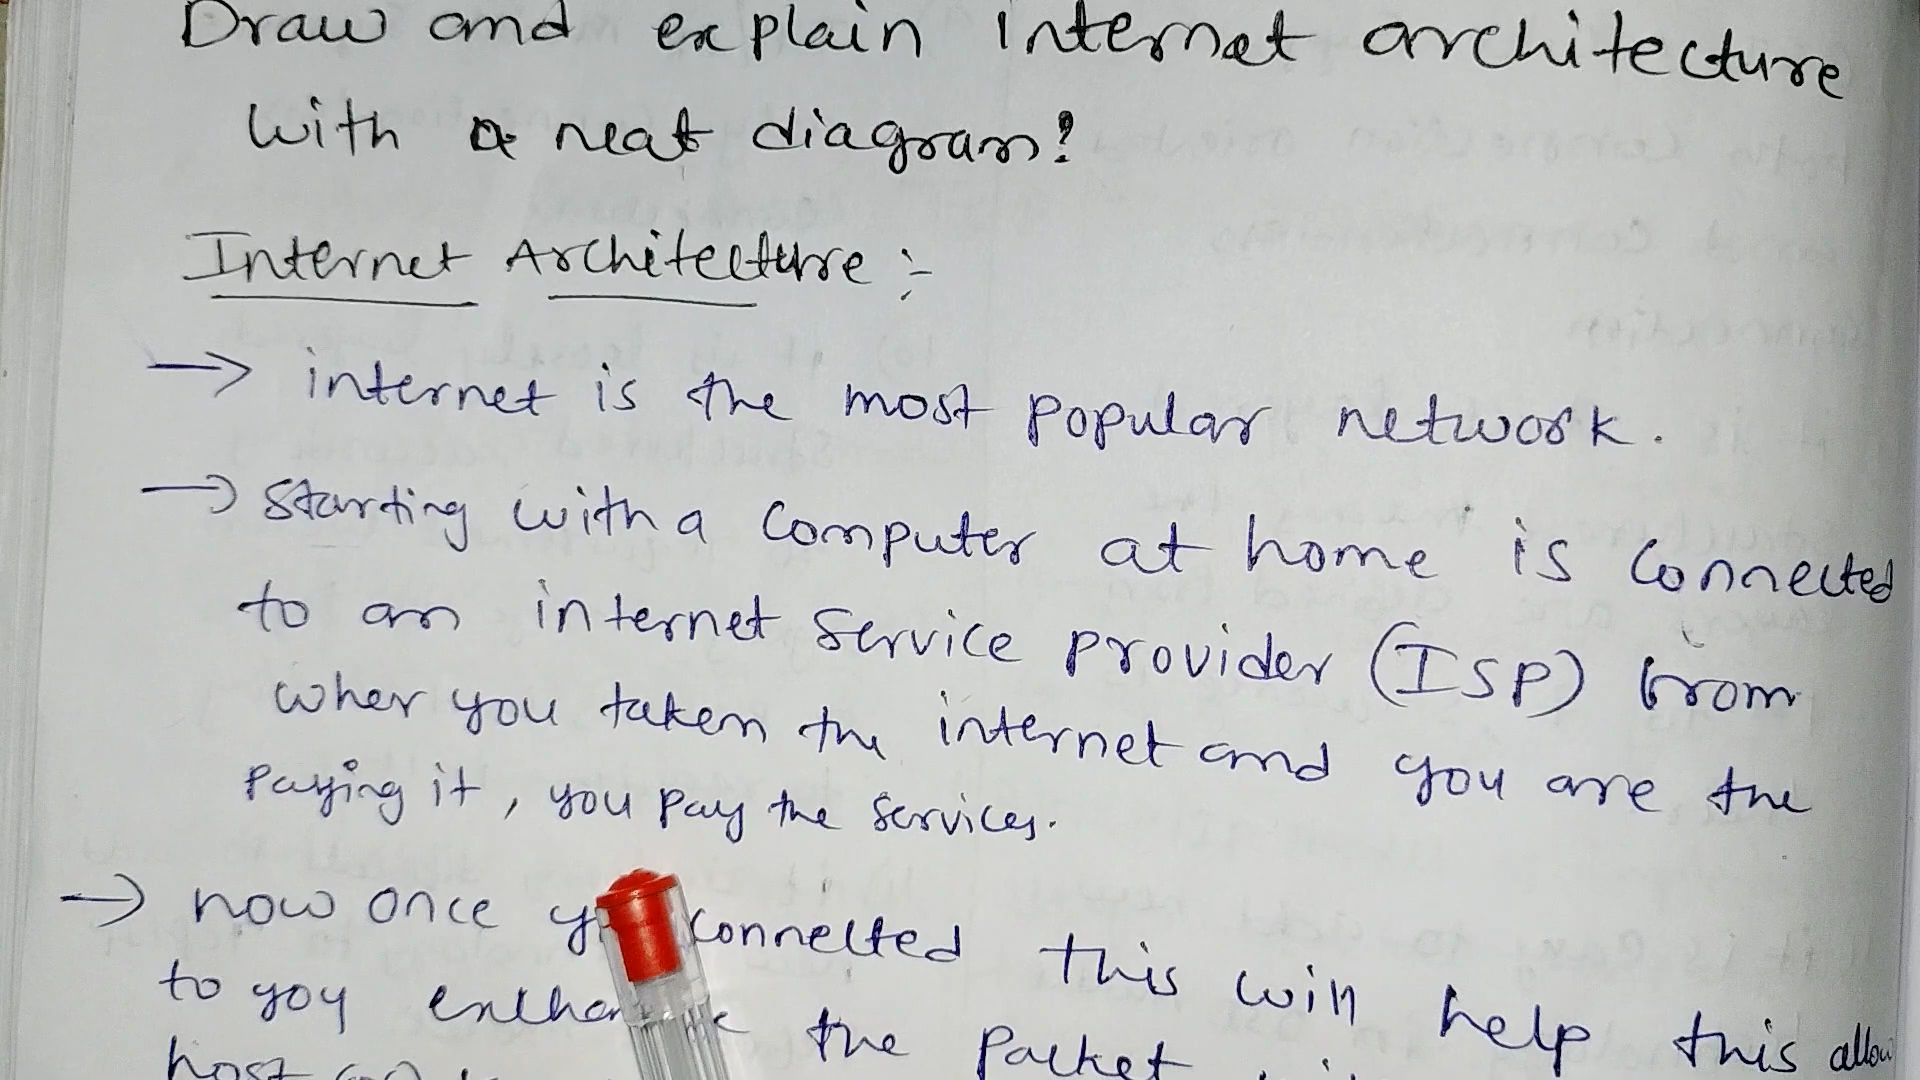 Draw and explain internet architecture
with a neat diagram?
Internet Architecture :-
→ internet is the most popular network.
→ Starting with a computer at home is connected
to an internet service provider (ISP) from
wher you taken the internet and you are the
paying it, you pay the services.
→ now once connected this will help this allow
to you the packet
host